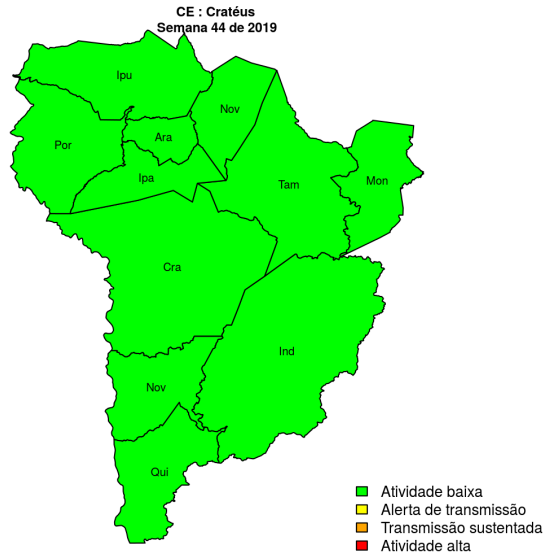 CE : Cratéus
Semana 44 de 2019
Ipu
Nov
Por
Ara
Ipa
Tam
Mon
Cra
Ind
Nov
Qui
Atividade baixa
Alerta de transmissão
Transmissão sustentada
Atividade alta